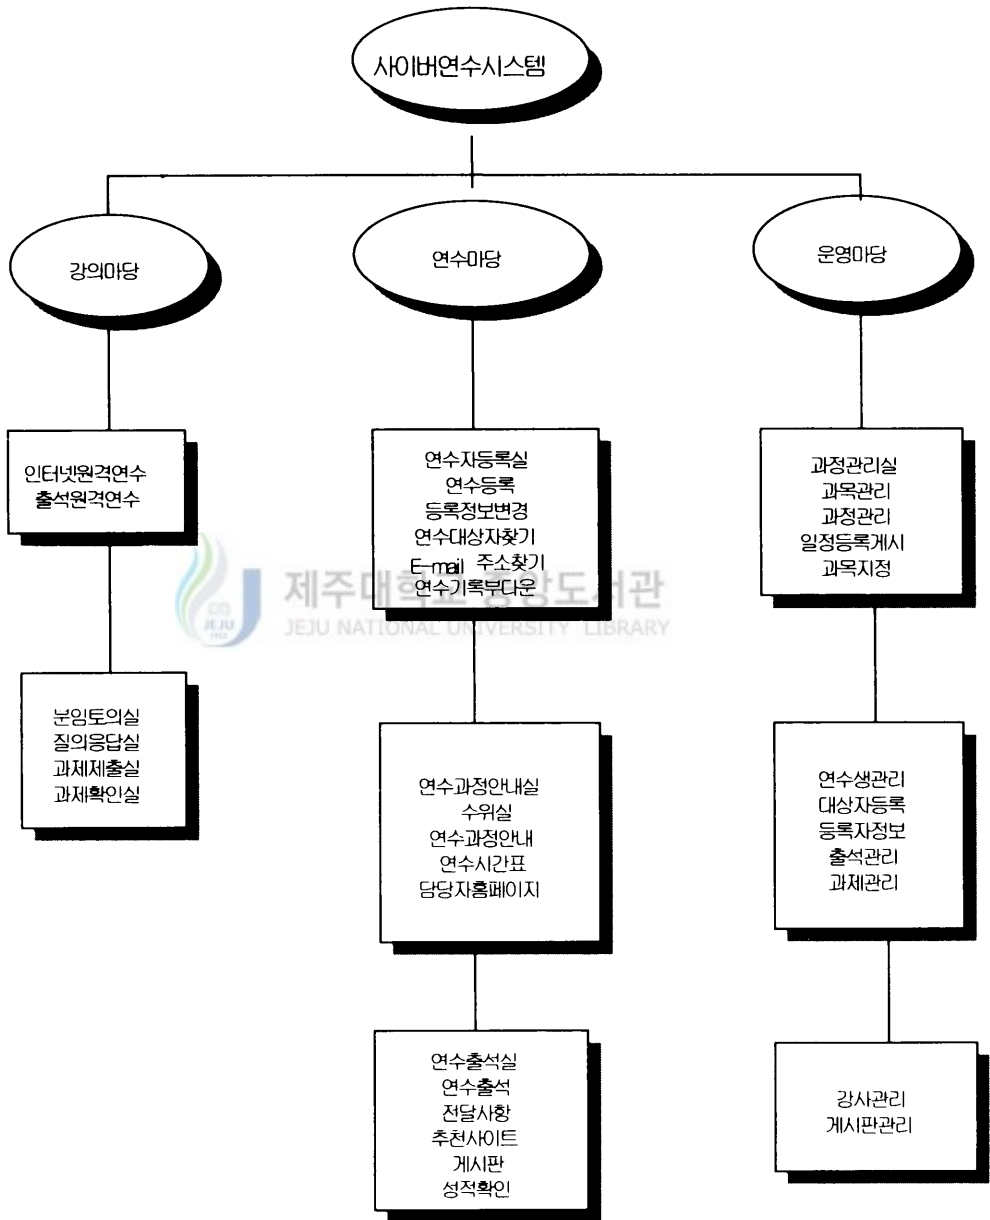 사이버연수시스템
강의마당
연수마당
운영마당
인터넷원격연수
출석원격연수
연수자등록실
연수등록
등록정보변경
연수대상자찾기
E-mail 주소찾기
연수기록부다운
과정관리실
과목관리
과정관리
일정등록게시
과목지정
제주대학교 중앙도서관
JEJU NATIONAL UNIVERSITY LIBRARY
JEJU
1952
분임토의실
질의응답실
과제제출실
과제확인실
연수과정안내실
수위실
연수과정안내
연수시간표
담당자홈페이지
연수생관리
대상자등록
등록자정보
출석관리
과제관리
연수출석실
연수출석
전달사항
추천사이트
게시판
성적확인
강사관리
게시판관리